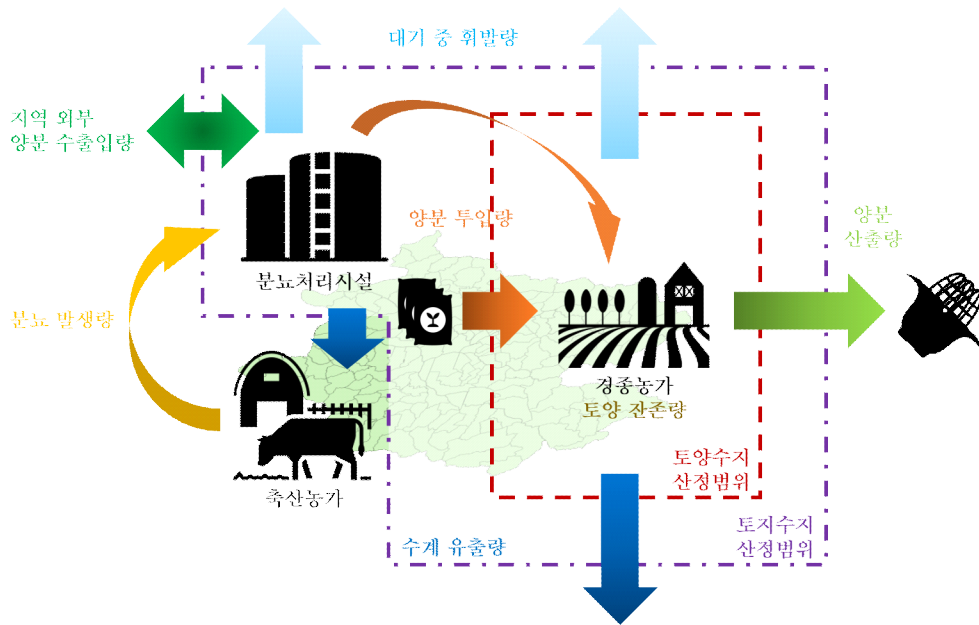 대기 중 휘발량
지역 외부
양분 수출입량
양분 투입량
양분
산출량
분뇨처리시설
분뇨 발생량
경종농가
토양 잔존량
토양수지
산정범위
축산농가
토지수지
산정범위
수계 유출량